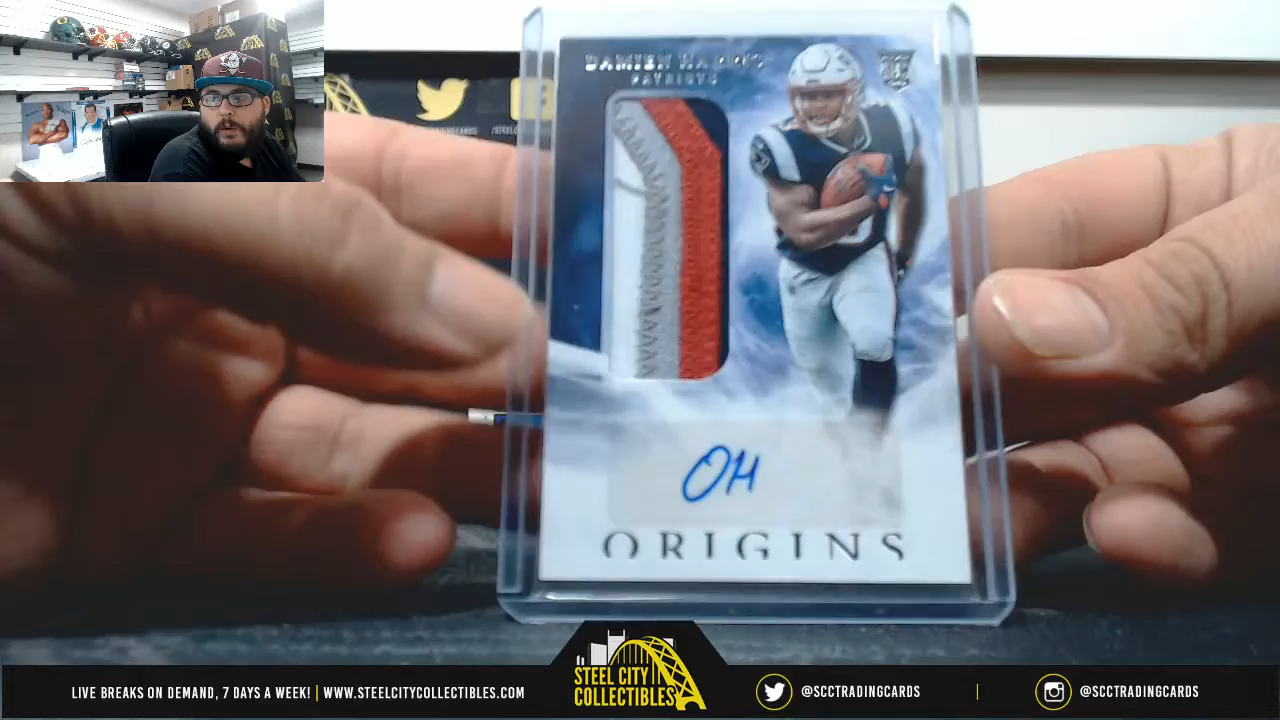 DAMIEN HARRIS
PATRIOTS
RC
OH
ORIGINS
STEEL CITY
COLLECTIBLES
LIVE BREAKS ON DEMAND, 7 DAYS A WEEK! | WWW.STEELCITYCOLLECTIBLES.COM
@SCCTRADINGCARDS | @SCCTRADINGCARDS